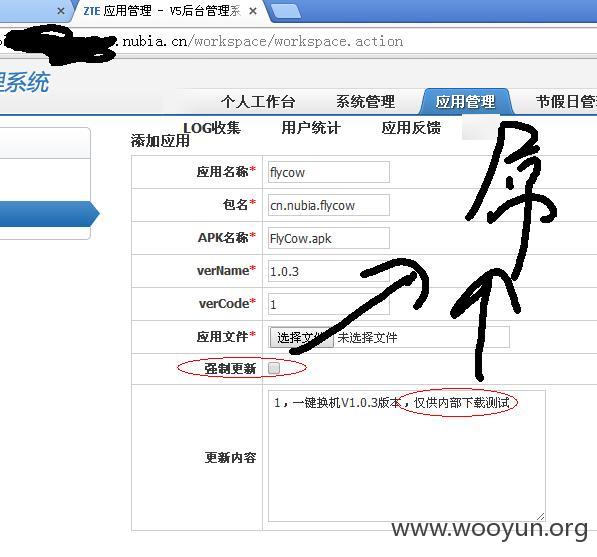 ZTE 应用管理 - V5后台管理系
.nubia.cn/workspace/workspace.action
理系统
个人工作台 系统管理 应用管理 节假日管
LOG收集 用户统计 应用反馈
添加应用
应用名称* flycow
包名* cn.nubia.flycow
APK名称* FlyCow.apk
verName* 1.0.3
verCode* 1
应用文件* 选择文件 未选择文件
强制更新
更新内容
1，一键换机V1.0.3版本，仅供内部下载测试
www.wooyun.org